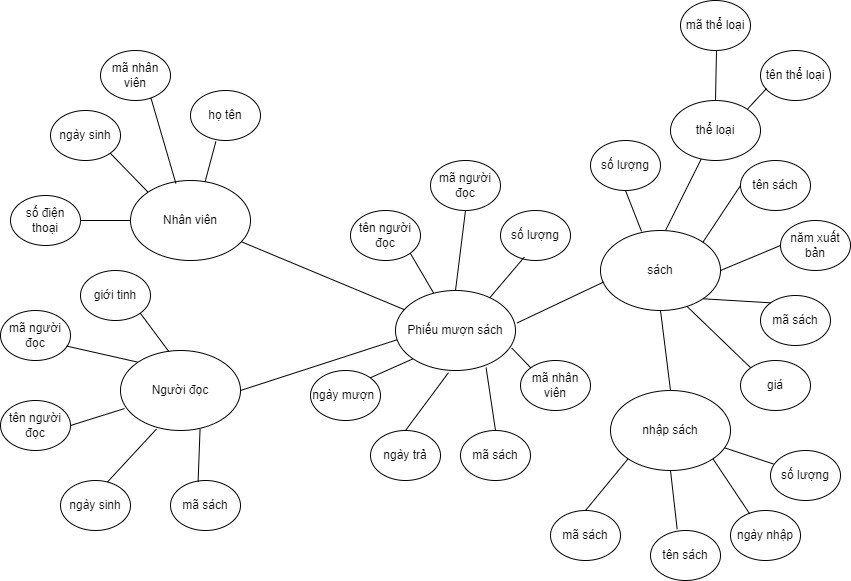 mã thể loại
tên thể loại
thể loại
mã nhân
viên
họ tên
ngày sinh
số điện
thoại
Nhân viên
mã người
đọc
tên người
đọc
số lượng
số lượng
tên sách
năm xuất
bản
sách
mã sách
giá
giới tinh
mã người
đọc
Người đọc
tên người
đọc
ngày sinh
mã sách
Phiếu mượn sách
ngày mượn
mã nhân
viên
ngày trả
mã sách
nhập sách
số lượng
mã sách
tên sách
ngày nhập